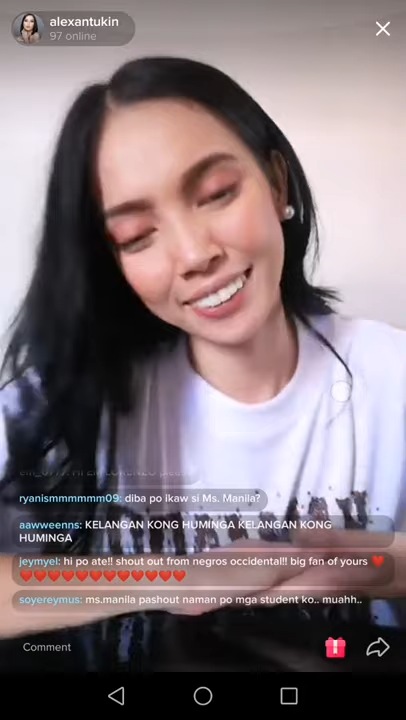 alexantukin
97 online
ryanismmmmmm09: diba po ikaw si Ms. Manila?
aawweenns: KELANGAN KONG HUMINGA KELANGAN KONG
HUMINGA
jeymyel: hi po ate!! shout out from negros occidental!! big fan of yours ❤️
❤️❤️❤️❤️❤️❤️❤️❤️❤️❤️❤️❤️
soyereymus: ms.manila pashout naman po mga student ko.. muahh..
Comment